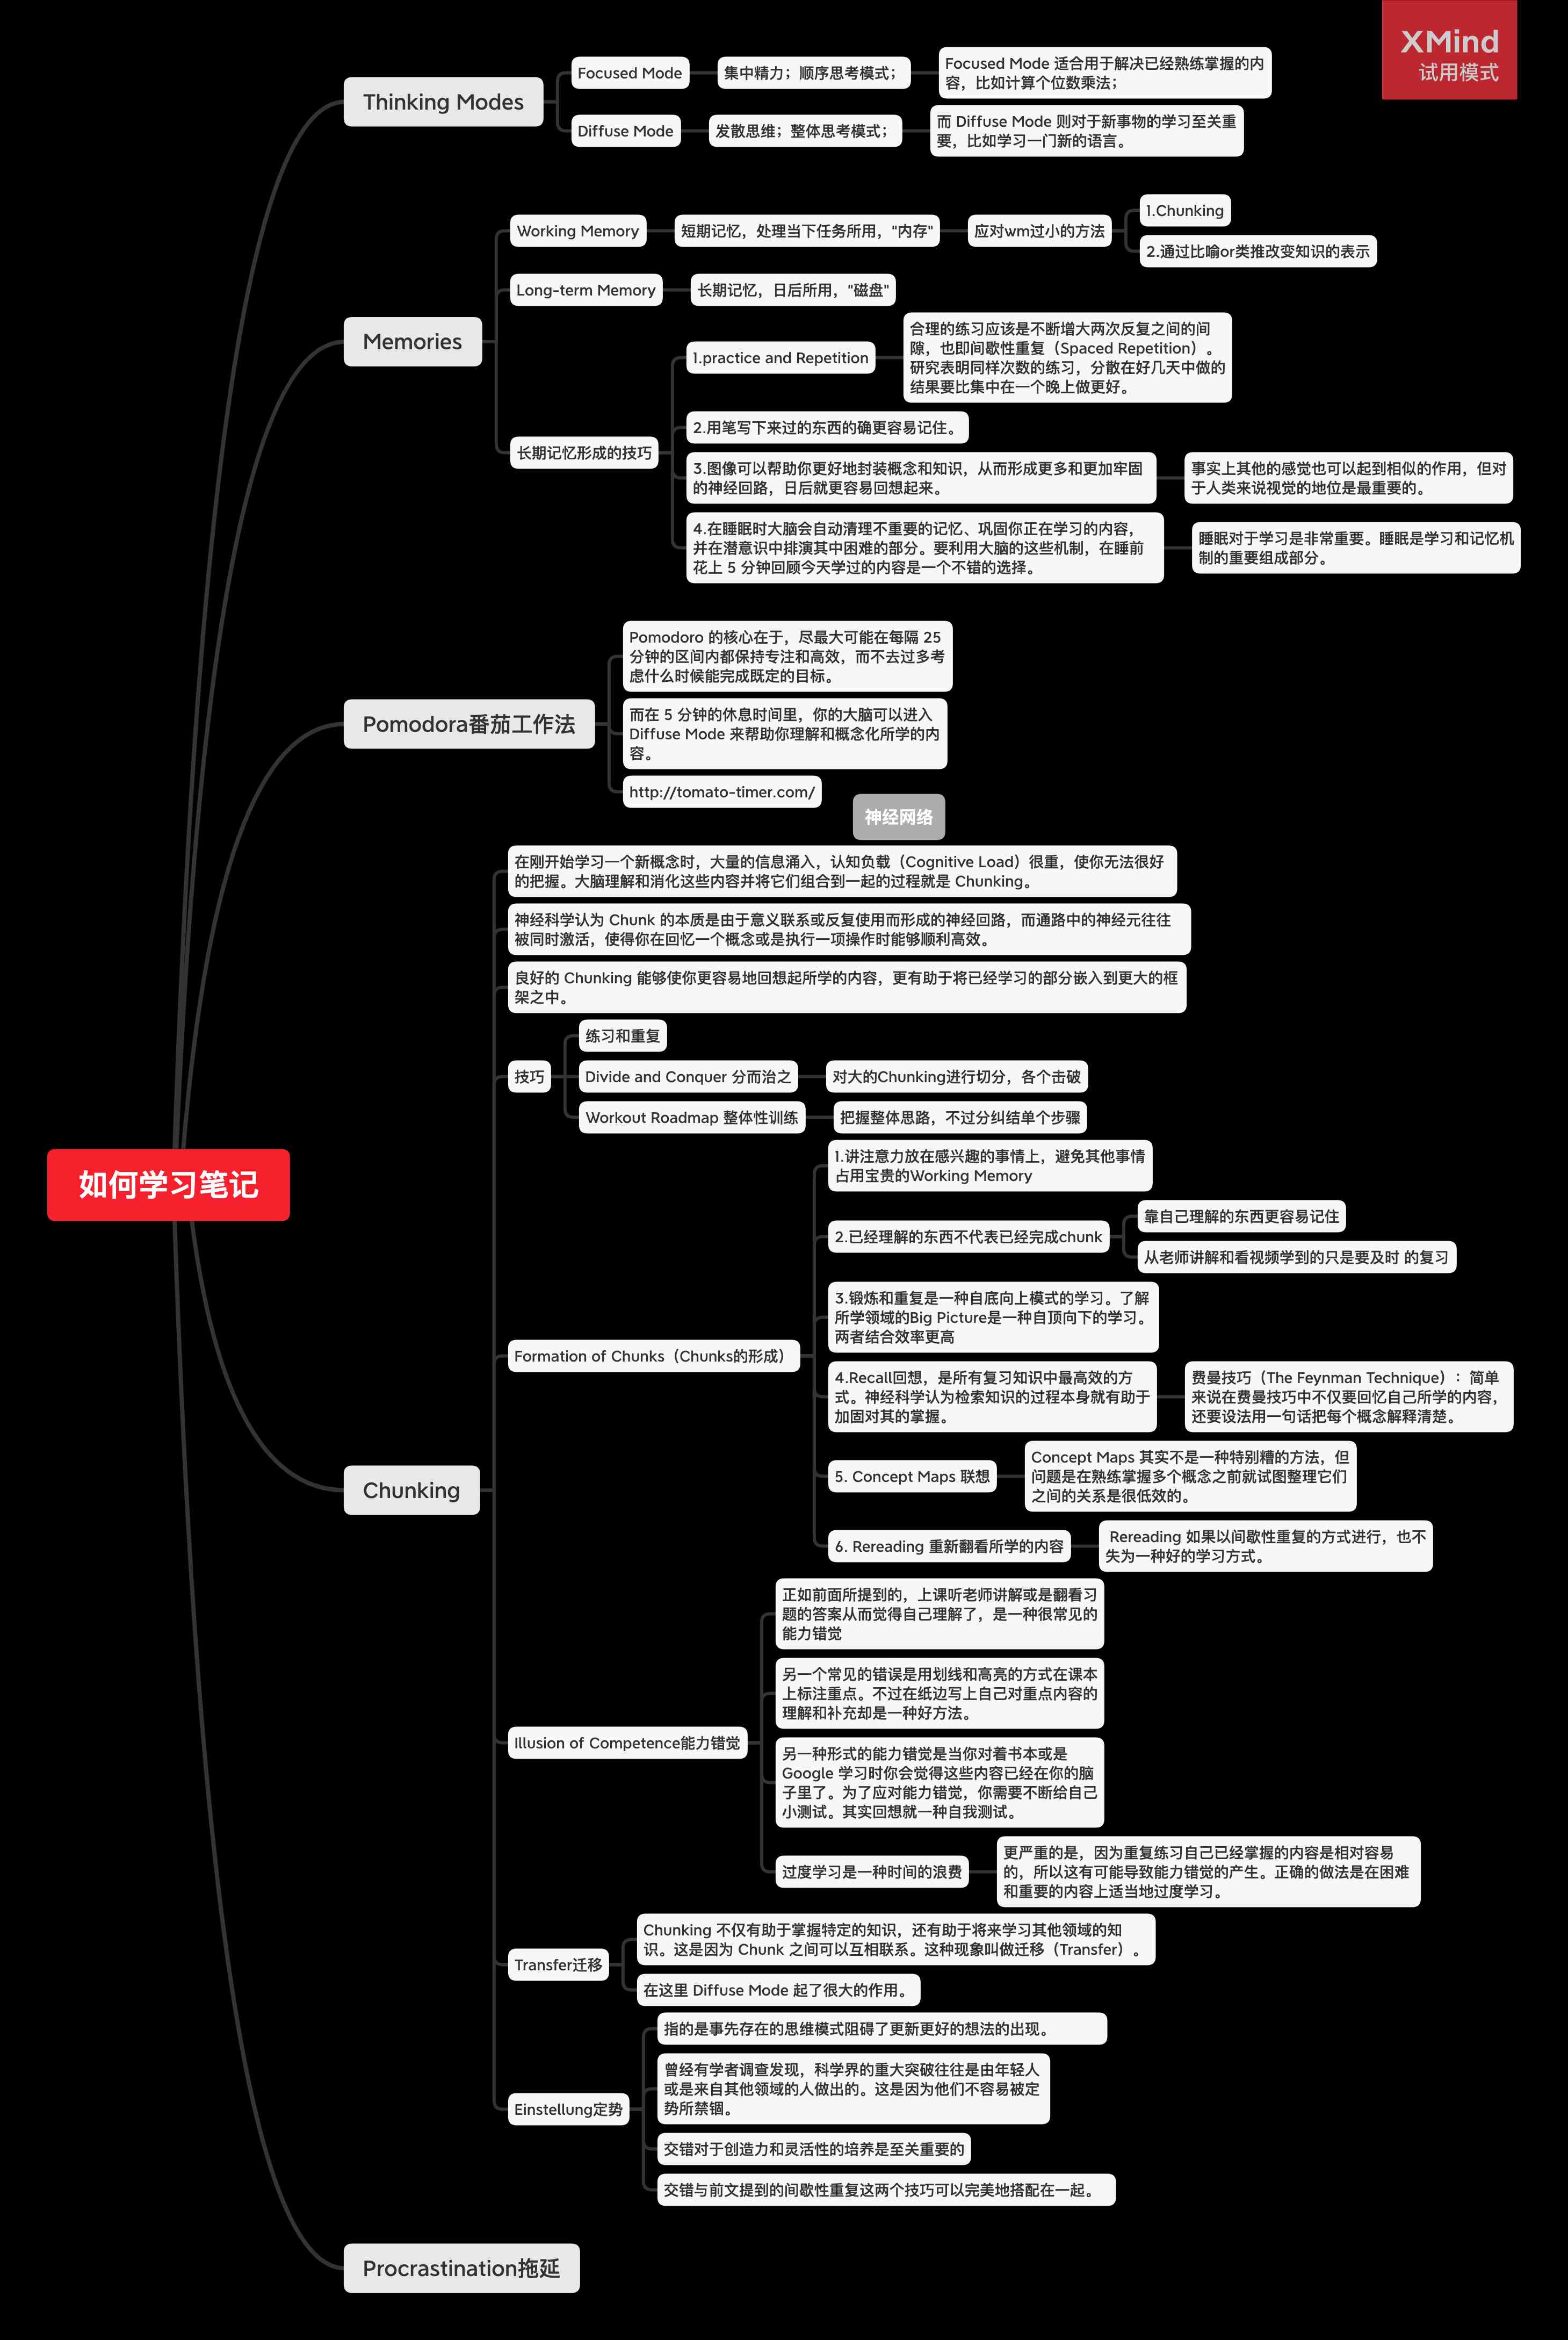 XMind
试用模式
Thinking Modes
Focused Mode
集中精力；顺序思考模式；
Focused Mode 适合用于解决已经熟练掌握的内
容，比如计算个位数乘法；
Diffuse Mode
发散思维；整体思考模式；
而 Diffuse Mode 则对于新事物的学习至关重
要，比如学习一门新的语言。
Memories
Working Memory
短期记忆，处理当下任务所用，"内存"
应对wm过小的方法
1.Chunking
2.通过比喻or类推改变知识的表示
Long-term Memory
长期记忆，日后所用，"磁盘"
长期记忆形成的技巧
1.practice and Repetition
合理的练习应该是不断增大两次反复之间的间
隙，也即间歇性重复（Spaced Repetition）。
研究表明同样次数的练习，分散在好几天中做的
结果要比集中在一个晚上做更好。
2.用笔写下来过的东西的确更容易记住。
3.图像可以帮助你更好地封装概念和知识，从而形成更多和更加牢固
的神经回路，日后就更容易回想起来。
事实上其他的感觉也可以起到相似的作用，但对
于人类来说视觉的地位是最重要的。
4.在睡眠时大脑会自动清理不重要的记忆、巩固你正在学习的内容，
并在潜意识中排演其中困难的部分。要利用大脑的这些机制，在睡前
花上 5 分钟回顾今天学过的内容是一个不错的选择。
睡眠对于学习是非常重要。睡眠是学习和记忆机
制的重要组成部分。
Pomodora番茄工作法
Pomodoro 的核心在于，尽最大可能在每隔 25
分钟的区间内都保持专注和高效，而不去过多考
虑什么时候能完成既定的目标。
而在 5 分钟的休息时间里，你的大脑可以进入
Diffuse Mode 来帮助你理解和概念化所学的内
容。
http://tomato-timer.com/
神经网络
如何学习笔记
Chunking
在刚开始学习一个新概念时，大量的信息涌入，认知负载（Cognitive Load）很重，使你无法很好
的把握。大脑理解和消化这些内容并将它们组合到一起的过程就是 Chunking。
神经科学认为 Chunk 的本质是由于意义联系或反复使用而形成的神经回路，而通路中的神经元往往
被同时激活，使得你在回忆一个概念或是执行一项操作时能够顺利高效。
良好的 Chunking 能够使你更容易地回想起所学的内容，更有助于将已经学习的部分嵌入到更大的框
架之中。
技巧
练习和重复
Divide and Conquer 分而治之
对大的Chunking进行切分，各个击破
Workout Roadmap 整体性训练
把握整体思路，不过分纠结单个步骤
Formation of Chunks（Chunks的形成）
1.讲注意力放在感兴趣的事情上，避免其他事情
占用宝贵的Working Memory
2.已经理解的东西不代表已经完成chunk
靠自己理解的东西更容易记住
从老师讲解和看视频学到的只是要及时 的复习
3.锻炼和重复是一种自底向上模式的学习。了解
所学领域的Big Picture是一种自顶向下的学习。
两者结合效率更高
4.Recall回想，是所有复习知识中最高效的方
式。神经科学认为检索知识的过程本身就有助于
加固对其的掌握。
费曼技巧（The Feynman Technique）：简单
来说在费曼技巧中不仅要回忆自己所学的内容，
还要设法用一句话把每个概念解释清楚。
5. Concept Maps 联想
Concept Maps 其实不是一种特别糟的方法，但
问题是在熟练掌握多个概念之前就试图整理它们
之间的关系是很低效的。
6. Rereading 重新翻看所学的内容
Rereading 如果以间歇性重复的方式进行，也不
失为一种好的学习方式。
Illusion of Competence能力错觉
正如前面所提到的，上课听老师讲解或是翻看习
题的答案从而觉得自己理解了，是一种很常见的
能力错觉
另一个常见的错误是用划线和高亮的方式在课本
上标注重点。不过在纸边写上自己对重点内容的
理解和补充却是一种好方法。
另一种形式的能力错觉是当你对着书本或是
Google 学习时你会觉得这些内容已经在你的脑
子里了。为了应对能力错觉，你需要不断给自己
小测试。其实回想就一种自我测试。
过度学习是一种时间的浪费
更严重的是，因为重复练习自己已经掌握的内容是相对容易
的，所以这有可能导致能力错觉的产生。正确的做法是在困难
和重要的内容上适当地过度学习。
Transfer迁移
Chunking 不仅有助于掌握特定的知识，还有助于将来学习其他领域的知
识。这是因为 Chunk 之间可以互相联系。这种现象叫做迁移（Transfer）。
在这里 Diffuse Mode 起了很大的作用。
Einstellung定势
指的是事先存在的思维模式阻碍了更新更好的想法的出现。
曾经有学者调查发现，科学界的重大突破往往是由年轻人
或是来自其他领域的人做出的。这是因为他们不容易被定
势所禁锢。
交错对于创造力和灵活性的培养是至关重要的
交错与前文提到的间歇性重复这两个技巧可以完美地搭配在一起。
Procrastination拖延